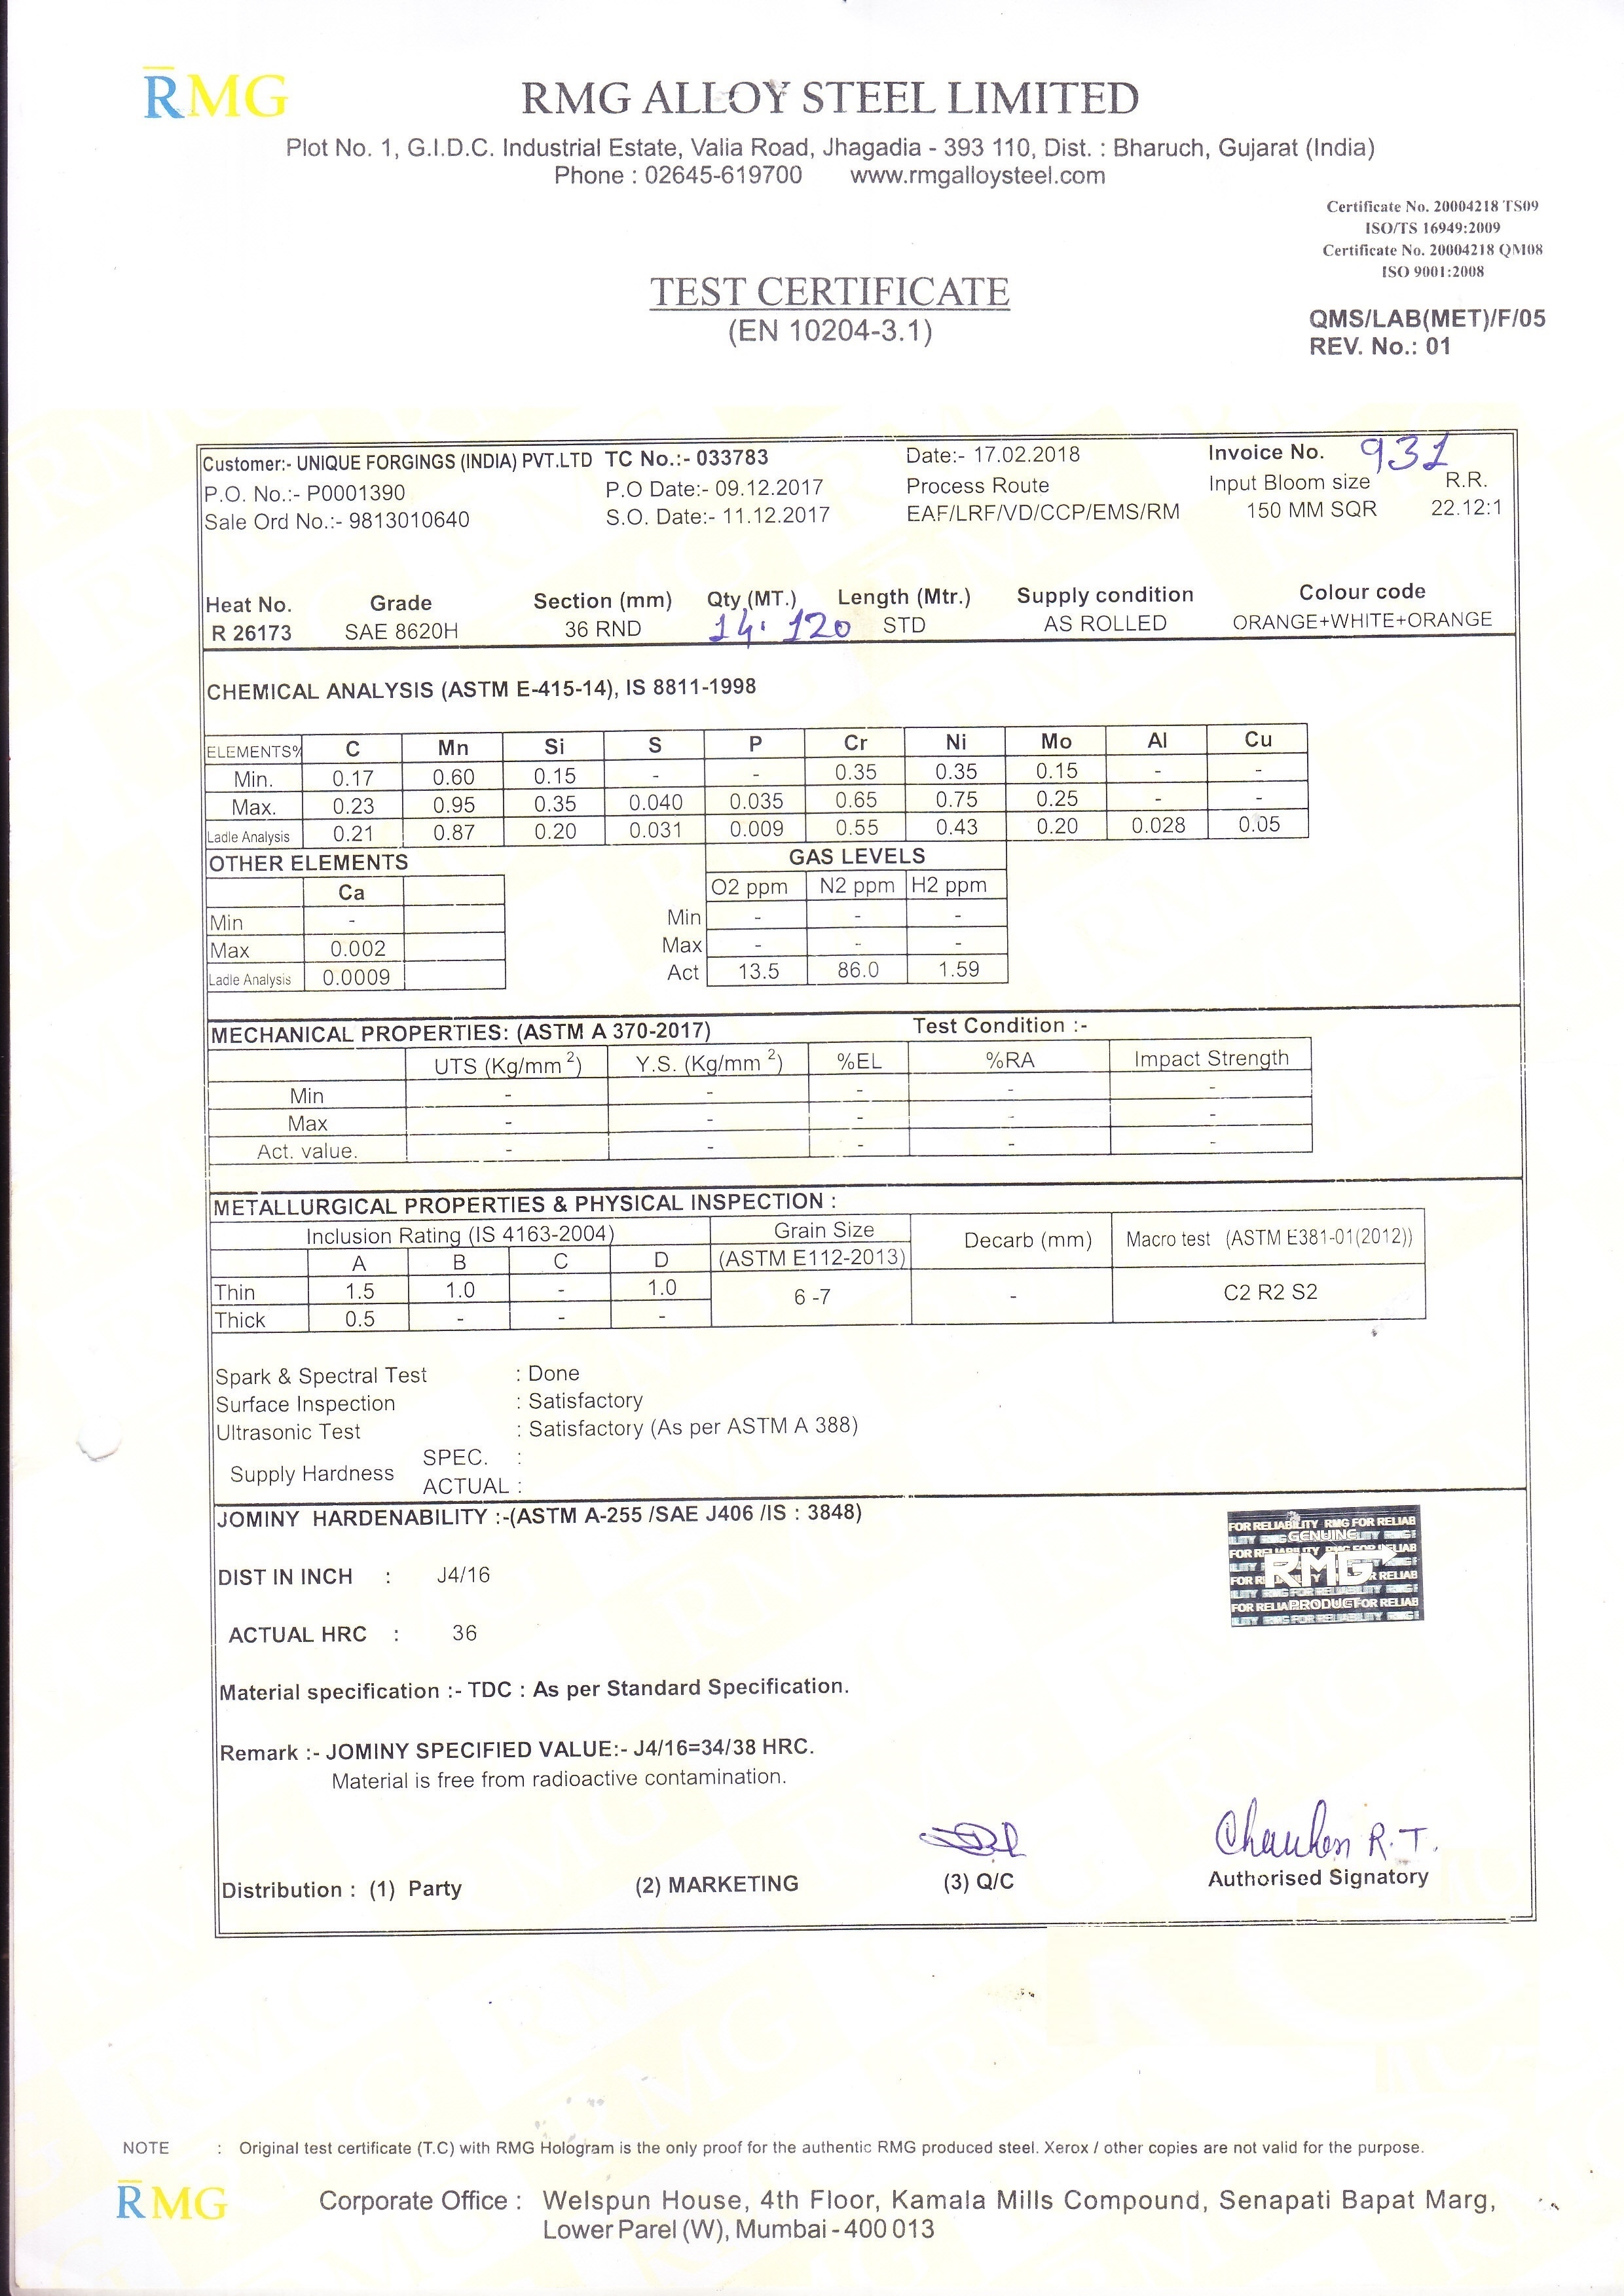 RMG
RMG ALLOY STEEL LIMITED
Plot No. 1, G.I.D.C. Industrial Estate, Valia Road, Jhagadia - 393 110, Dist. : Bharuch, Gujarat (India)
Phone : 02645-619700 www.rmgalloysteel.com
Certificate No. 20004218 TS09
ISO/TS 16949:2009
Certificate No. 20004218 QM08
ISO 9001:2008
TEST CERTIFICATE
(EN 10204-3.1)
QMS/LAB(MET)/F/05
REV. No.: 01
Customer:- UNIQUE FORGINGS (INDIA) PVT.LTD TC No.:- 033783 Date:- 17.02.2018 Invoice No. 931
P.O. No.:- P0001390 P.O Date:- 09.12.2017 Process Route Input Bloom size R.R.
Sale Ord No.:- 9813010640 S.O. Date:- 11.12.2017 EAF/LRF/VD/CCP/EMS/RM 150 MM SQR 22.12:1
Heat No. Grade Section (mm) Qty (MT.) Length (Mtr.) Supply condition Colour code
R 26173 SAE 8620H 36 RND 14.120 STD AS ROLLED ORANGE+WHITE+ORANGE
CHEMICAL ANALYSIS (ASTM E-415-14), IS 8811-1998
ELEMENTS% C Mn Si S P Cr Ni Mo Al Cu
Min. 0.17 0.60 0.15 - - 0.35 0.35 0.15 - -
Max. 0.23 0.95 0.35 0.040 0.035 0.65 0.75 0.25 - -
Ladle Analysis 0.21 0.87 0.20 0.031 0.009 0.55 0.43 0.20 0.028 0.05
OTHER ELEMENTS GAS LEVELS
Ca O2 ppm N2 ppm H2 ppm
Min - Min - - -
Max 0.002 Max - - -
Ladle Analysis 0.0009 Act 13.5 86.0 1.59
MECHANICAL PROPERTIES: (ASTM A 370-2017) Test Condition :-
UTS (Kg/mm 2) Y.S. (Kg/mm 2) %EL %RA Impact Strength
Min - - - - -
Max - - - - -
Act. value. - - - - -
METALLURGICAL PROPERTIES & PHYSICAL INSPECTION :
Inclusion Rating (IS 4163-2004) Grain Size Decarb (mm) Macro test (ASTM E381-01(2012))
A B C D (ASTM E112-2013)
Thin 1.5 1.0 - 1.0 6 -7 - C2 R2 S2
Thick 0.5 - - -
Spark & Spectral Test : Done
Surface Inspection : Satisfactory
Ultrasonic Test : Satisfactory (As per ASTM A 388)
Supply Hardness SPEC. :
ACTUAL :
JOMINY HARDENABILITY :-(ASTM A-255 /SAE J406 /IS : 3848)
DIST IN INCH : J4/16
GENUINE
RMG
PRODUCT
ACTUAL HRC : 36
Material specification :- TDC : As per Standard Specification.
Remark :- JOMINY SPECIFIED VALUE:- J4/16=34/38 HRC.
Material is free from radioactive contamination.
Chauhan R.T.
Distribution : (1) Party (2) MARKETING (3) Q/C Authorised Signatory
NOTE : Original test certificate (T.C) with RMG Hologram is the only proof for the authentic RMG produced steel. Xerox / other copies are not valid for the purpose.
RMG
Corporate Office : Welspun House, 4th Floor, Kamala Mills Compound, Senapati Bapat Marg,
Lower Parel (W), Mumbai - 400 013